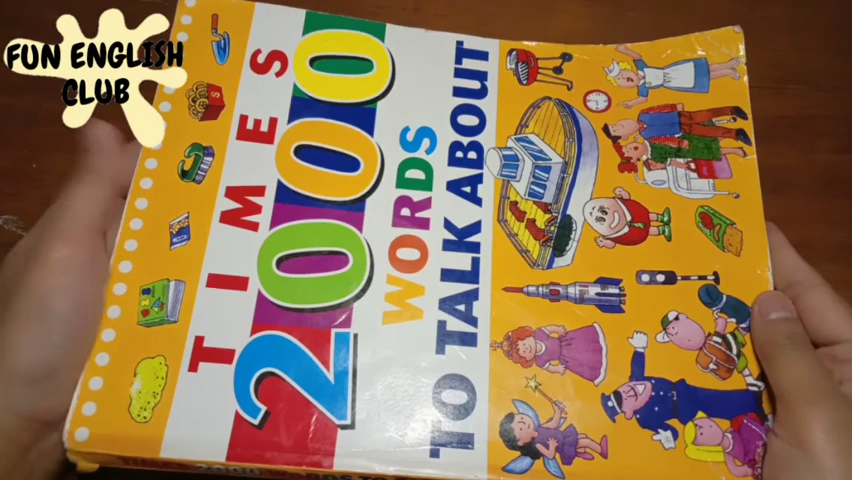 FUN ENGLISH
CLUB
TIMES
2000
WORDS
TO TALK ABOUT